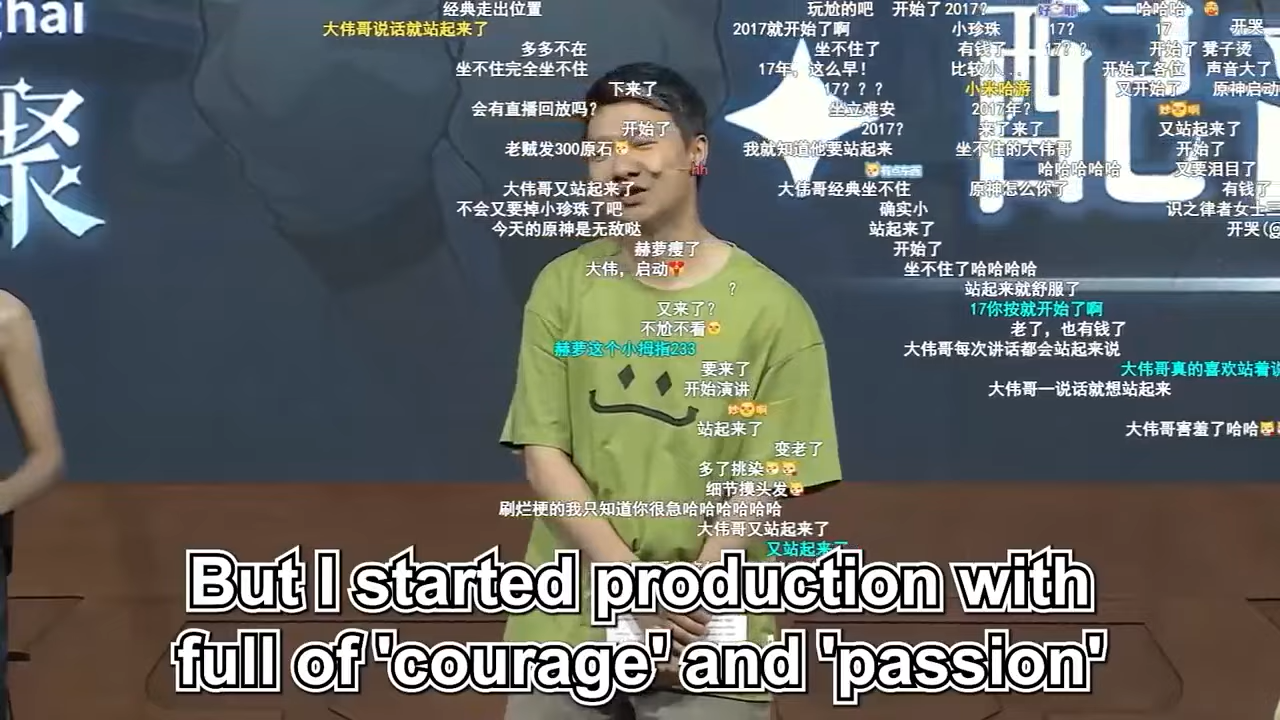 hai
聚
配
经典走出位置
玩尬的吧
开始了2017?
哈哈哈
大伟哥说话就站起来了
2017就开始了啊
小珍珠
17?
17
开哭
多多不在
坐不住了
有钱了
17??
开始了
凳子烫
坐不住完全坐不住
17年，这么早！
比较小...
开始了各位
声音大了
下来了
17???
小米哈游
又开始了
原神启动
会有直播回放吗?
坐立难安
2017年?
妙啊
开始了
2017?
来了来了
又站起来了
老贼发300原石
我就知道他要站起来
坐不住的大伟哥
开始了
hh
有点东西
哈哈哈哈哈
又要泪目了
大伟哥又站起来了
大伟哥经典坐不住
原神怎么你了
有钱了
不会又要掉小珍珠了吧
确实小
识之律者女士三
今天的原神是无敌哒
站起来了
开哭(@
赫萝瘦了
开始了
大伟，启动
坐不住了哈哈哈哈
?
站起来就舒服了
又来了?
17你按就开始了啊
不尬不看
老了，也有钱了
赫萝这个小拇指233
大伟哥每次讲话都会站起来说
要来了
大伟哥真的喜欢站着说
开始演讲
大伟哥一说话就想站起来
妙啊
站起来了
大伟哥害羞了哈哈
变老了
多了挑染
细节摸头发
刷烂梗的我只知道你很急哈哈哈哈哈哈
大伟哥又站起来了
又站起来了
But I started production with
full of 'courage' and 'passion'